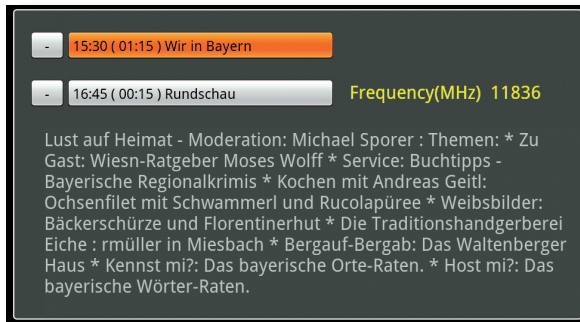 - 15:30 ( 01:15 ) Wir in Bayern
- 16:45 ( 00:15 ) Rundschau Frequency(MHz) 11836
Lust auf Heimat - Moderation: Michael Sporer : Themen: * Zu
Gast: Wiesn-Ratgeber Moses Wolff * Service: Buchtipps -
Bayerische Regionalkrimis * Kochen mit Andreas Geitl:
Ochsenfilet mit Schwammerl und Rucolapüree * Weibsbilder:
Bäckerschürze und Florentinerhut * Die Traditionshandgerberei
Eiche : rmüller in Miesbach * Bergauf-Bergab: Das Waltenberger
Haus * Kennst mi?: Das bayerische Orte-Raten. * Host mi?: Das
bayerische Wörter-Raten.